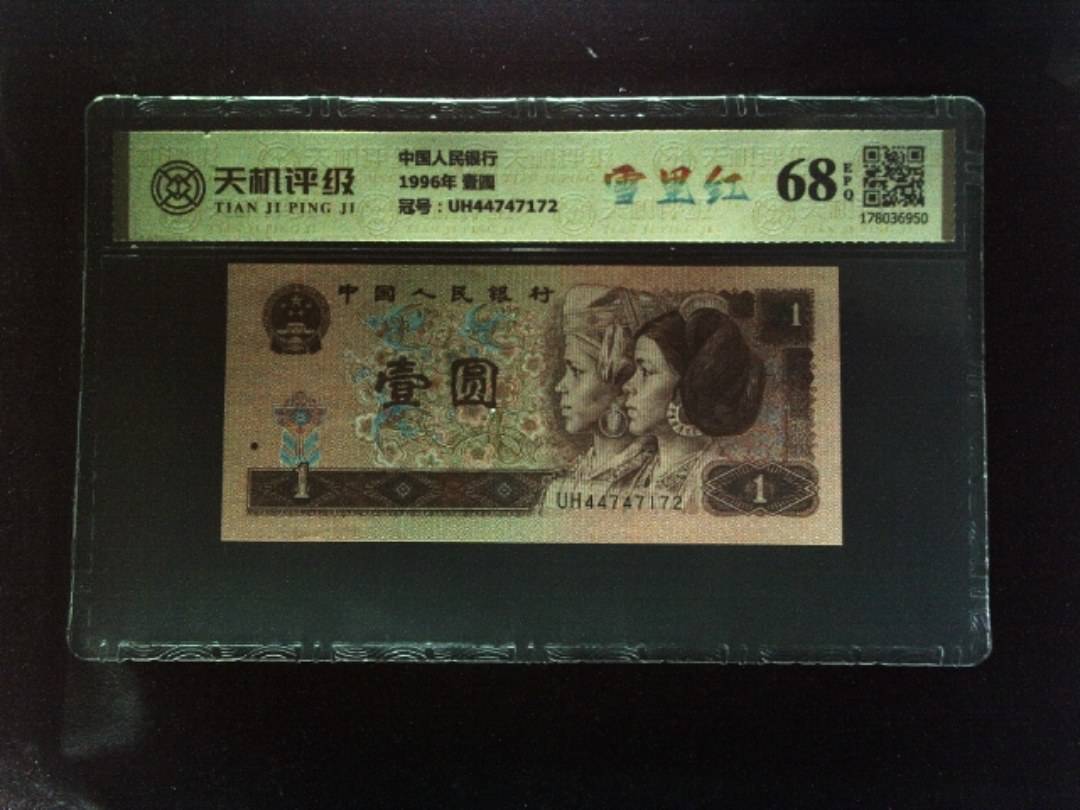 天机评级
TIAN JI PING JI
中国人民银行
1996年 壹圆
冠号：UH44747172
雪里红
68
EPQ
178036950
中国人民银行
壹圆
1
1
1
UH44747172